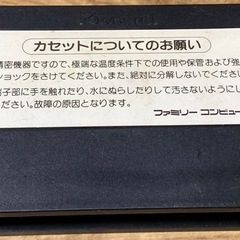 カセットについてのお願い
精密機器ですので、極端な温度条件下での使用や保管および強
ショックをさけてください。また、絶対に分解しないでくださ
子部に手を触れたり、水にぬらしたりして汚さないようにし
ださい。故障の原因となります。
ファミリー コンピュー